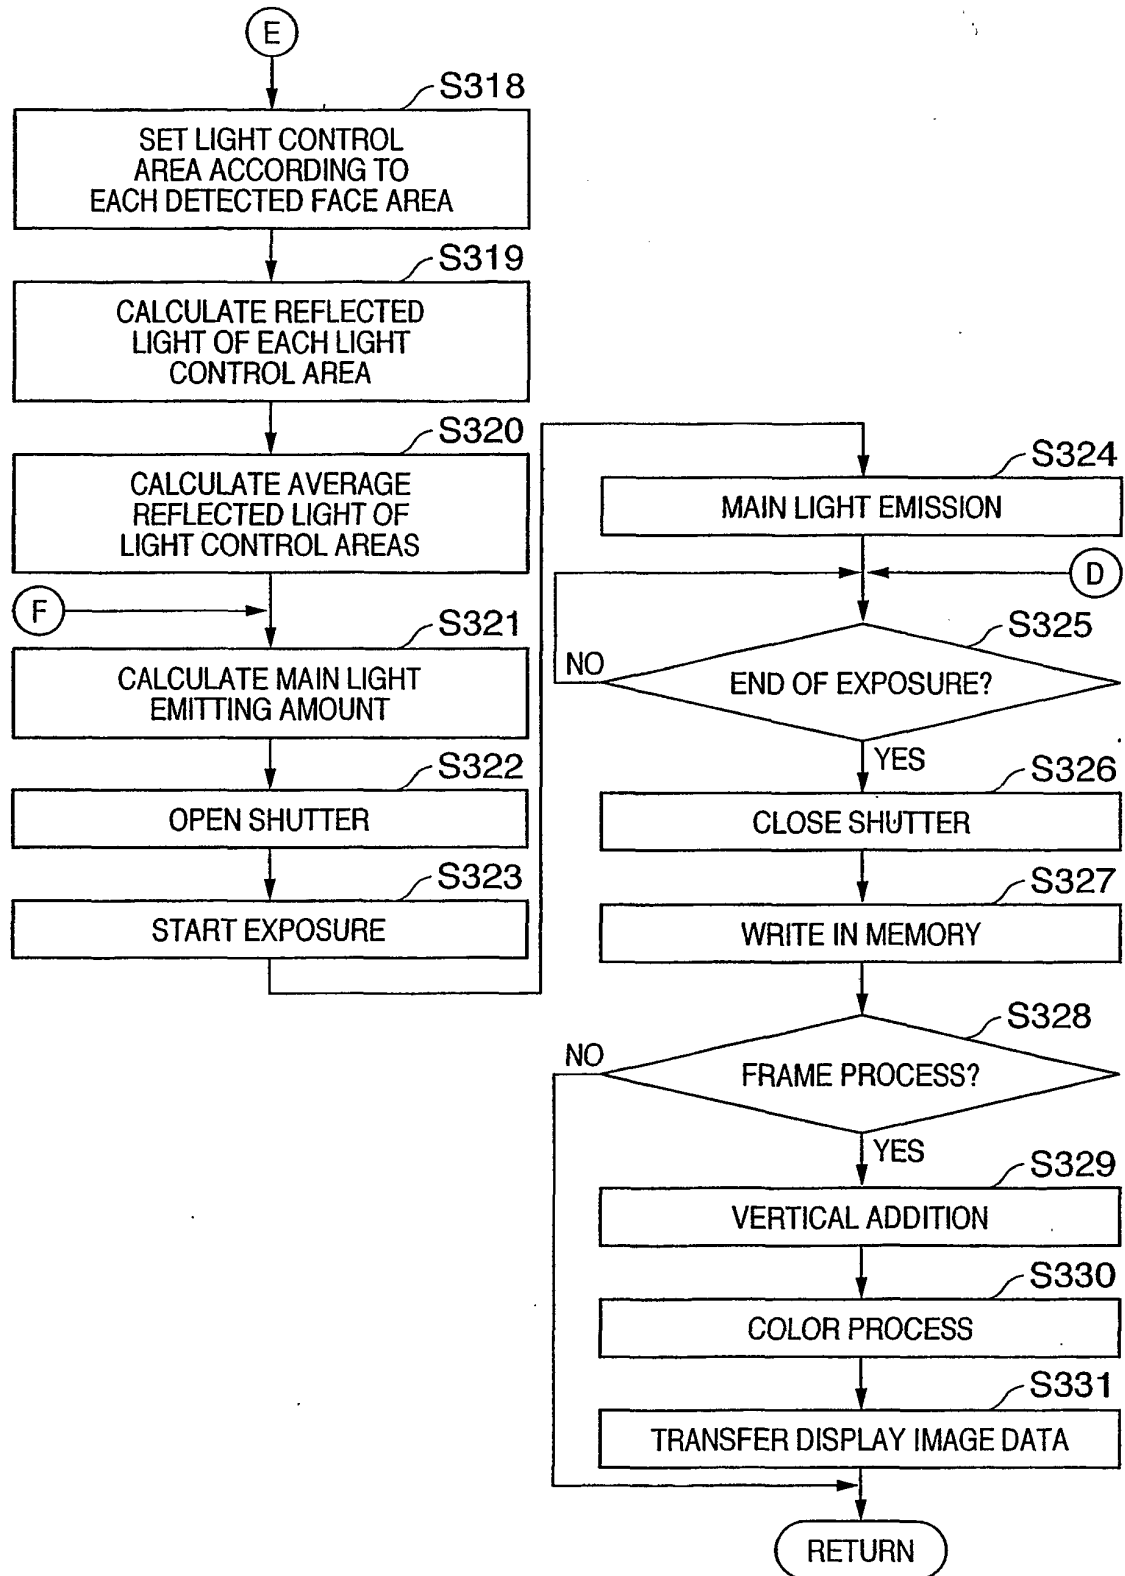 E
S318
SET LIGHT CONTROL
AREA ACCORDING TO
EACH DETECTED FACE AREA
S319
CALCULATE REFLECTED
LIGHT OF EACH LIGHT
CONTROL AREA
S320
CALCULATE AVERAGE
REFLECTED LIGHT OF
LIGHT CONTROL AREAS
F
S321
CALCULATE MAIN LIGHT
EMITTING AMOUNT
S322
OPEN SHUTTER
S323
START EXPOSURE
S324
MAIN LIGHT EMISSION
D
S325
NO
END OF EXPOSURE?
YES
S326
CLOSE SHUTTER
S327
WRITE IN MEMORY
S328
NO
FRAME PROCESS?
YES
S329
VERTICAL ADDITION
S330
COLOR PROCESS
S331
TRANSFER DISPLAY IMAGE DATA
RETURN